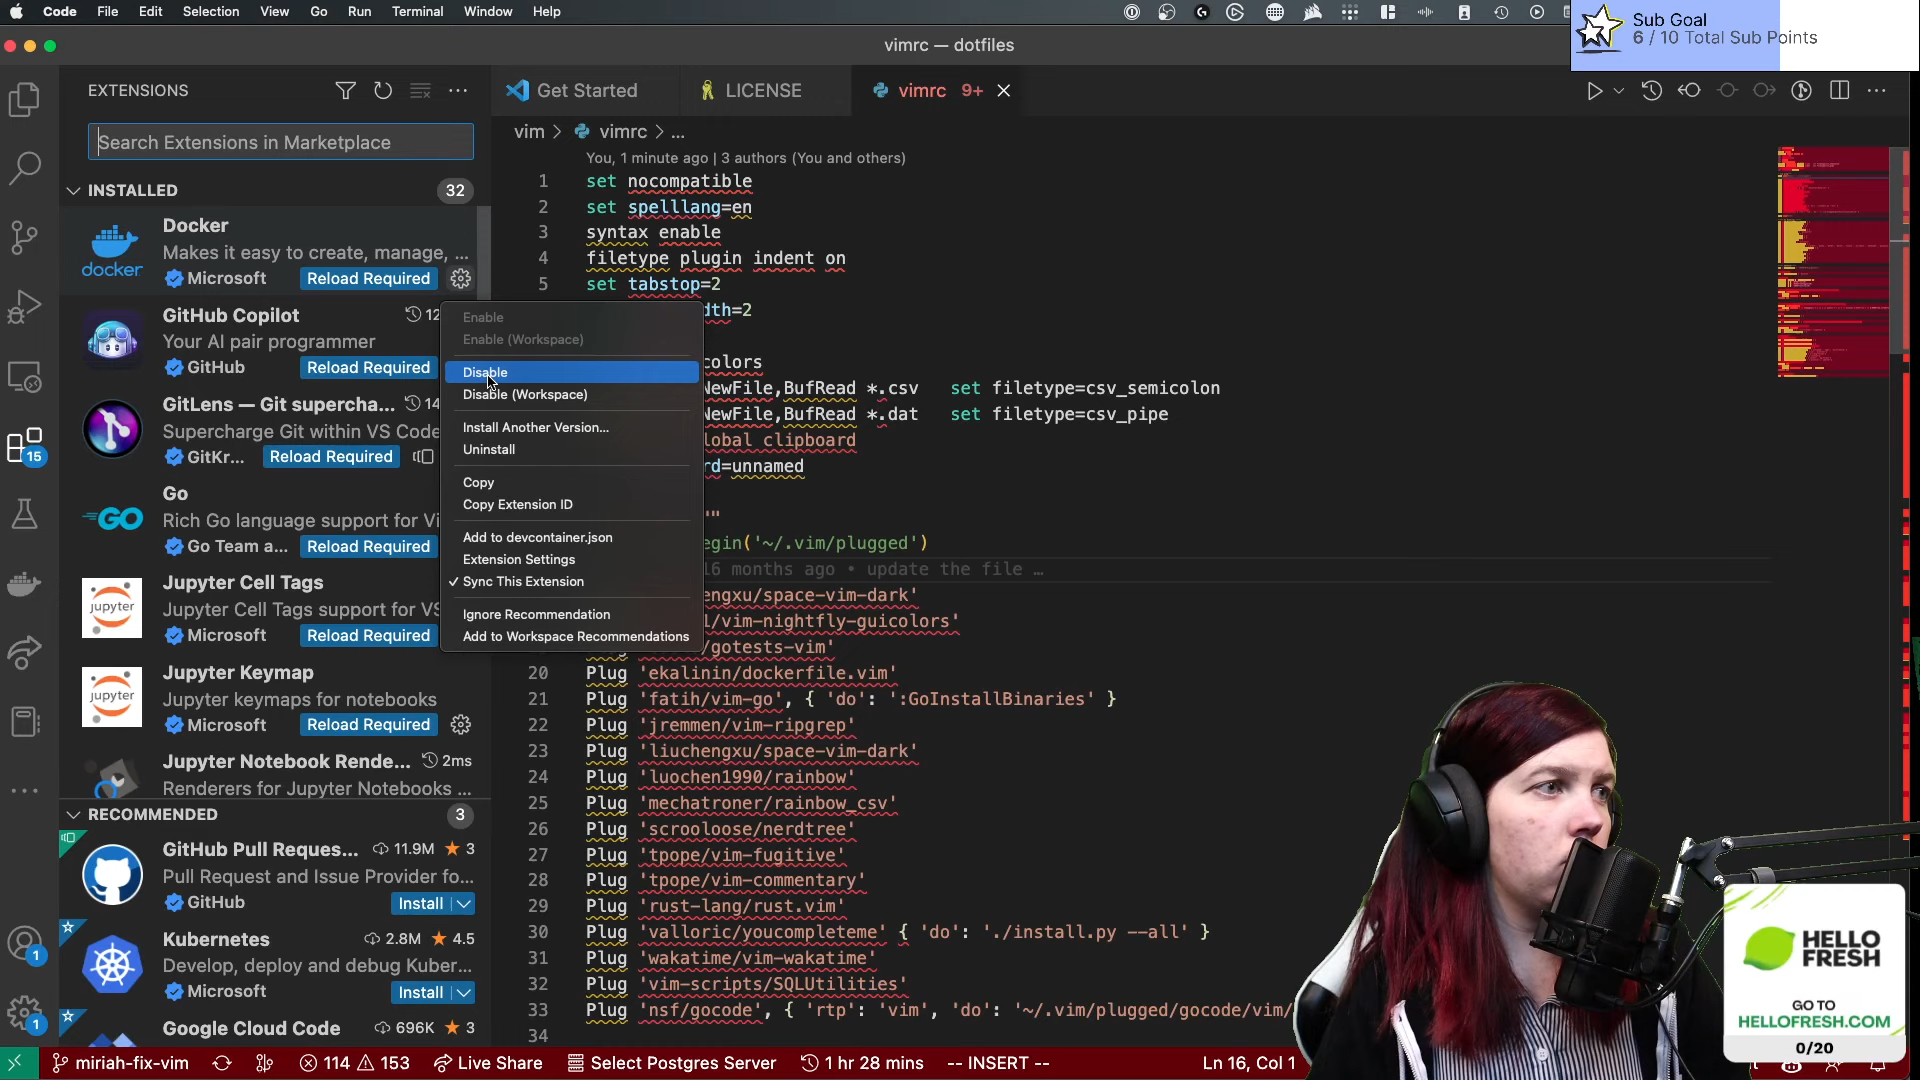 Code File Edit Selection View Go Run Terminal Window Help
Sub Goal
6 / 10 Total Sub Points
vimrc — dotfiles
EXTENSIONS
Get Started
LICENSE
vimrc 9+
Search Extensions in Marketplace
vim > vimrc > ...
INSTALLED 32
Docker
Makes it easy to create, manage, ...
Microsoft Reload Required
docker
GitHub Copilot 12
Your AI pair programmer
GitHub Reload Required
GitLens — Git supercha... 14
Supercharge Git within VS Code
GitKr... Reload Required
15
Go
GO
Rich Go language support for Vi
Go Team a... Reload Required
Jupyter Cell Tags
jupyter
Jupyter Cell Tags support for VS
Microsoft Reload Required
Jupyter Keymap
jupyter
Jupyter keymaps for notebooks
Microsoft Reload Required
Jupyter Notebook Rende... 2ms
Renderers for Jupyter Notebooks ...
RECOMMENDED 3
GitHub Pull Reques... 11.9M 3
Pull Request and Issue Provider fo...
GitHub Install
Kubernetes 2.8M 4.5
Develop, deploy and debug Kuber...
Microsoft Install
Google Cloud Code 696K 3
1
1
Enable
Enable (Workspace)
Disable
Disable (Workspace)
Install Another Version...
Uninstall
Copy
Copy Extension ID
Add to devcontainer.json
Extension Settings
Sync This Extension
Ignore Recommendation
Add to Workspace Recommendations
You, 1 minute ago | 3 authors (You and others)
1 set nocompatible
2 set spelllang=en
3 syntax enable
4 filetype plugin indent on
5 set tabstop=2
dth=2
colors
NewFile,BufRead *.csv set filetype=csv_semicolon
NewFile,BufRead *.dat set filetype=csv_pipe
lobal clipboard
rd=unnamed
""
egin('~/.vim/plugged')
16 months ago • update the file …
engxu/space-vim-dark'
l/vim-nightfly-guicolors'
/gotests-vim'
20 Plug 'ekalinin/dockerfile.vim'
21 Plug 'fatih/vim-go', { 'do': ':GoInstallBinaries' }
22 Plug 'jremmen/vim-ripgrep'
23 Plug 'liuchengxu/space-vim-dark'
24 Plug 'luochen1990/rainbow'
25 Plug 'mechatroner/rainbow_csv'
26 Plug 'scrooloose/nerdtree'
27 Plug 'tpope/vim-fugitive'
28 Plug 'tpope/vim-commentary'
29 Plug 'rust-lang/rust.vim'
30 Plug 'valloric/youcompleteme' { 'do': './install.py --all' }
31 Plug 'wakatime/vim-wakatime'
32 Plug 'vim-scripts/SQLUtilities'
33 Plug 'nsf/gocode', { 'rtp': 'vim', 'do': '~/.vim/plugged/gocode/vim/
34
HELLO
FRESH
GO TO
HELLOFRESH.COM
0/20
miriah-fix-vim 114 153 Live Share Select Postgres Server 1 hr 28 mins -- INSERT -- Ln 16, Col 1